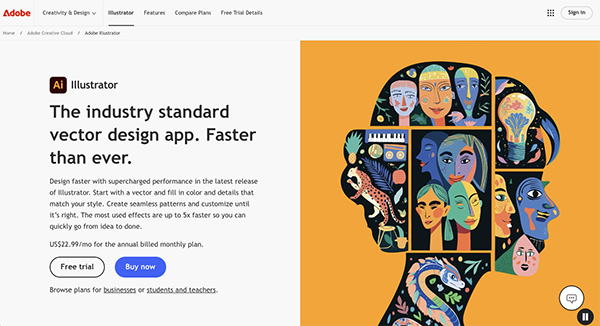 Adobe
Creativity & Design
Illustrator
Features
Compare Plans
Free Trial Details
Sign in
Home / Adobe Creative Cloud / Adobe Illustrator
Ai Illustrator
The industry standard
vector design app. Faster
than ever.
Design faster with supercharged performance in the latest release
of Illustrator. Start with a vector and fill in color and details that
match your style. Create seamless patterns and customize until
it's right. The most used effects are up to 5x faster so you can
quickly go from idea to done.
US$22.99/mo for the annual billed monthly plan.
Free trial
Buy now
Browse plans for businesses or students and teachers.